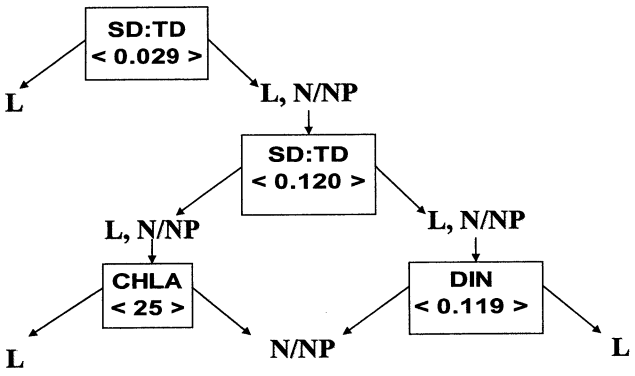 SD:TD
< 0.029 >
L
L, N/NP
SD:TD
< 0.120 >
L, N/NP
L, N/NP
CHLA
< 25 >
DIN
< 0.119 >
L
N/NP
L